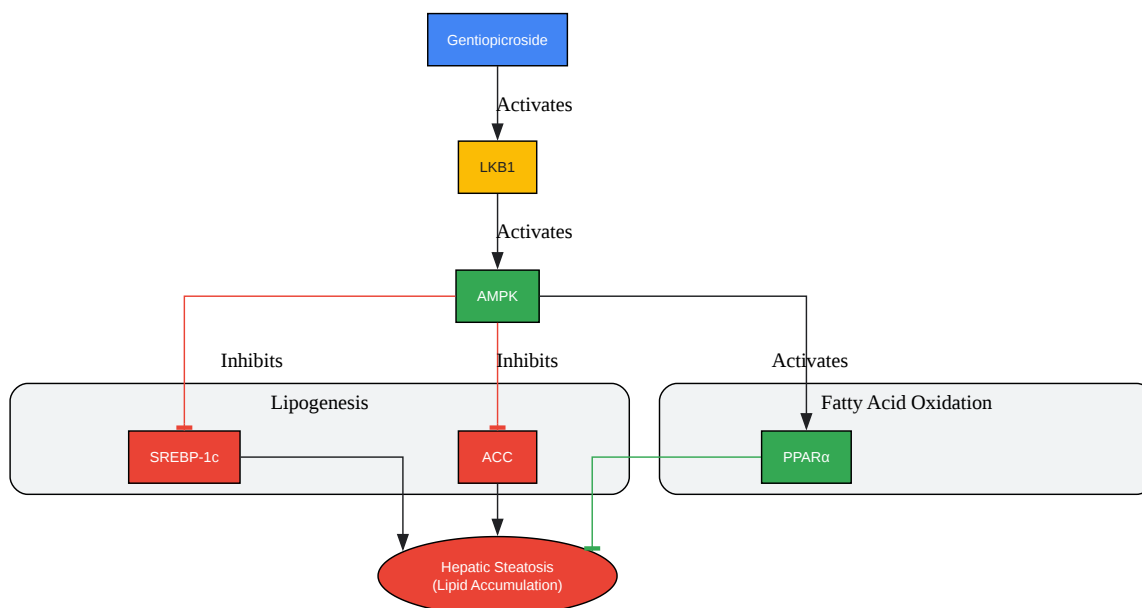 Gentiopicroside
Activates
LKB1
Activates
AMPK
Inhibits
Inhibits
Activates
Lipogenesis
Fatty Acid Oxidation
SREBP-1c
ACC
PPARα
Hepatic Steatosis
(Lipid Accumulation)